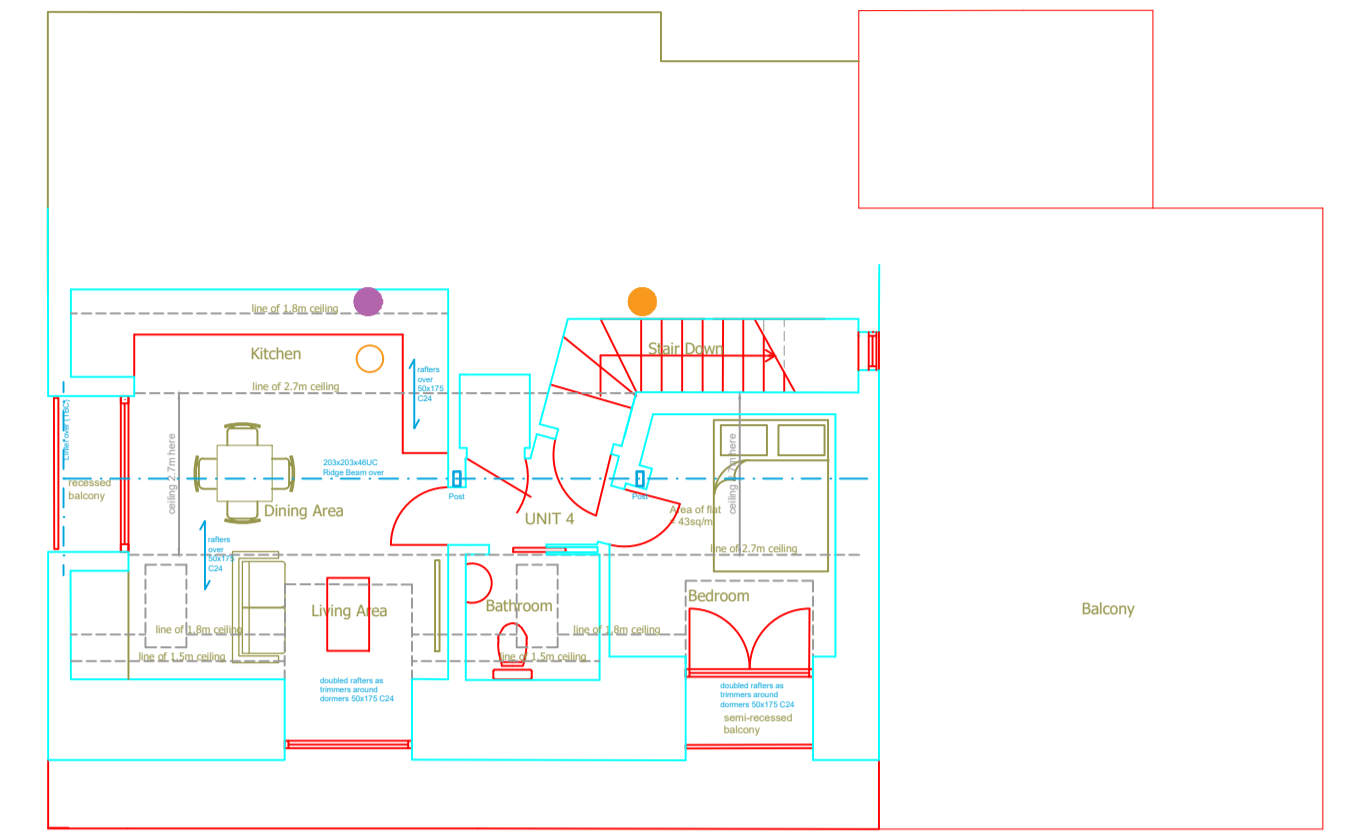 line of 1.8m ceiling
Kitchen
Stair Down
rafters
over
50x175
C24
line of 2.7m ceiling
ceiling 2.7m here
203x203x46UC
Ridge Beam over
recessed
balcony
Post
Post
Dining Area
UNIT 4
Area of flat
= 43sq/m
rafters
over
50x175
C24
line of 2.7m ceiling
Living Area
Bathroom
Bedroom
Balcony
line of 1.8m ceiling
line of 1.8m ceiling
line of 1.5m ceiling
line of 1.5m ceiling
doubled rafters as
trimmers around
dormers 50x175 C24
doubled rafters as
trimmers around
dormers 50x175 C24
semi-recessed
balcony